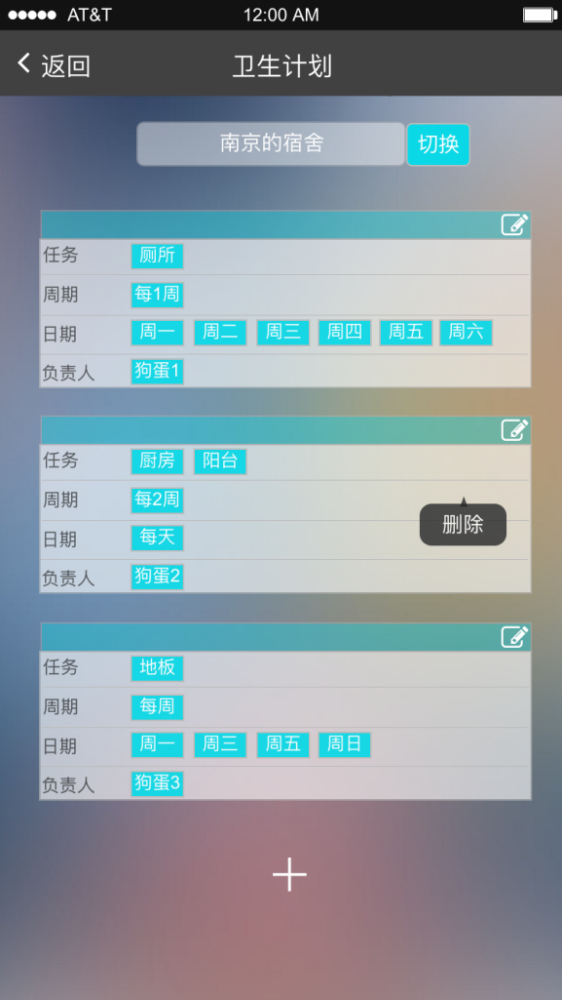 AT&T 12:00 AM
返回 卫生计划
南京的宿舍 切换
任务 厕所
周期 每1周
日期 周一 周二 周三 周四 周五 周六
负责人 狗蛋1
任务 厨房 阳台
周期 每2周
删除
日期 每天
负责人 狗蛋2
任务 地板
周期 每周
日期 周一 周三 周五 周日
负责人 狗蛋3